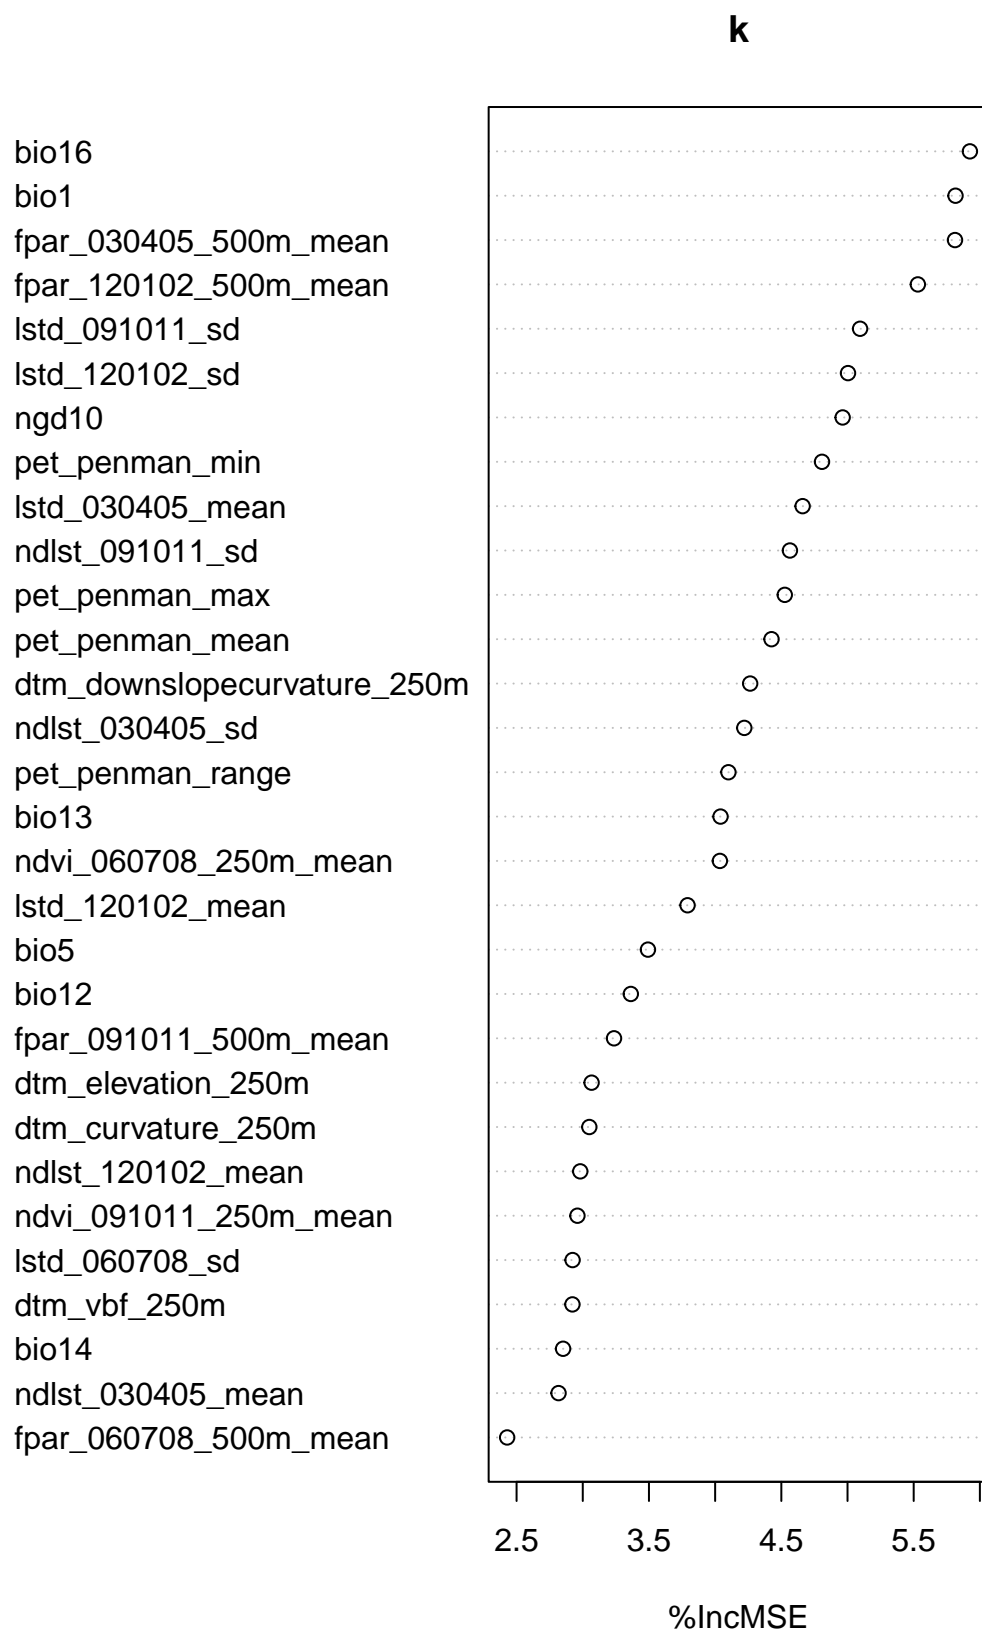 k
bio16
bio1
fpar_030405_500m_mean
fpar_120102_500m_mean
lstd_091011_sd
lstd_120102_sd
ngd10
pet_penman_min
lstd_030405_mean
ndlst_091011_sd
pet_penman_max
pet_penman_mean
dtm_downslopecurvature_250m
ndlst_030405_sd
pet_penman_range
bio13
ndvi_060708_250m_mean
lstd_120102_mean
bio5
bio12
fpar_091011_500m_mean
dtm_elevation_250m
dtm_curvature_250m
ndlst_120102_mean
ndvi_091011_250m_mean
lstd_060708_sd
dtm_vbf_250m
bio14
ndlst_030405_mean
fpar_060708_500m_mean
2.5 3.5 4.5 5.5
%IncMSE